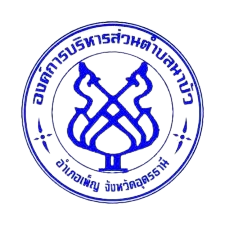 องค์การบริหารส่วนตำบลนาบัว
อำเภอเพ็ญ จังหวัดอุดรธานี